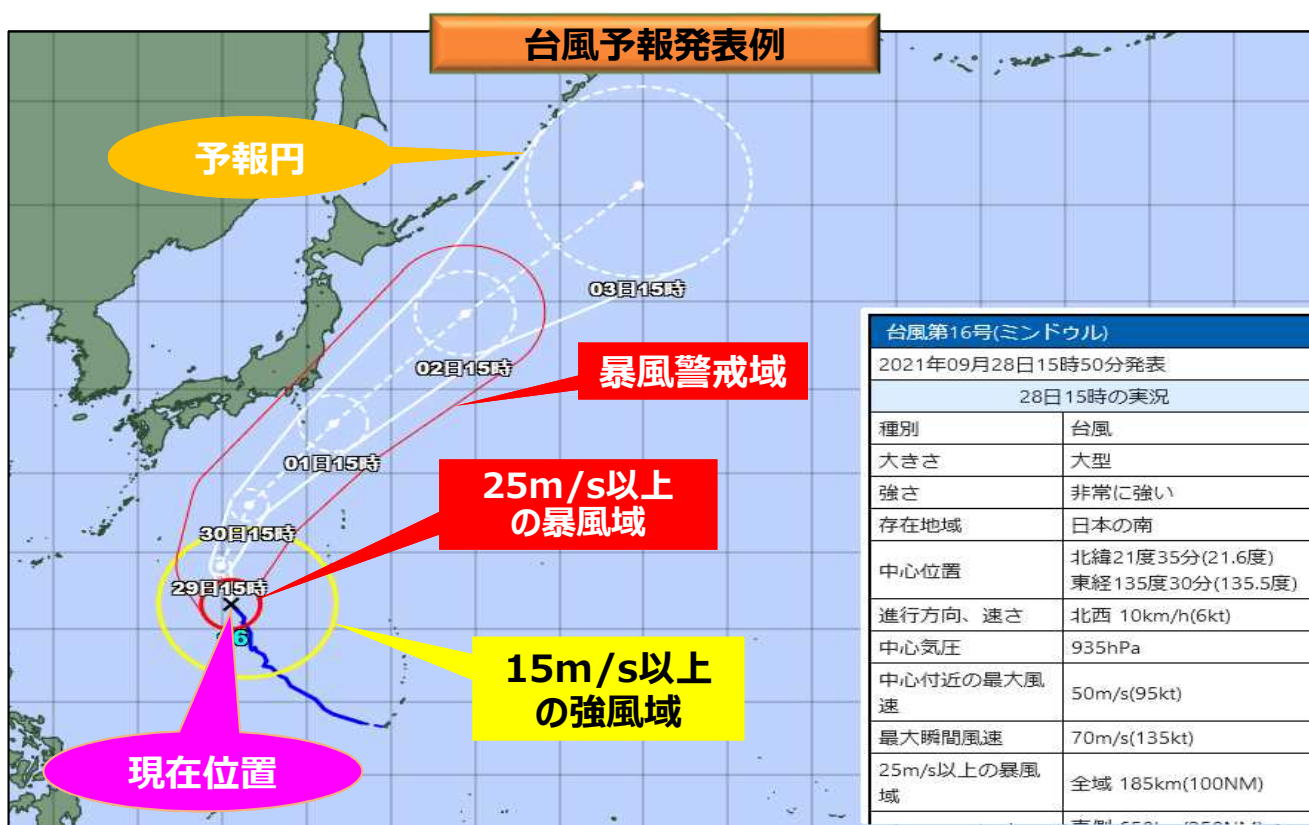 台風予報発表例
予報円
03日15時
02日15時
暴風警戒域
01日15時
25m/s以上
の暴風域
30日15時
29日15時
15m/s以上
の強風域
現在位置
台風第16号(ミンドゥル)
2021年09月28日15時50分発表
28日15時の実況
種別 台風
大きさ 大型
強さ 非常に強い
存在地域 日本の南
中心位置 北緯21度35分(21.6度)
東経135度30分(135.5度)
進行方向、速さ 北西 10km/h(6kt)
中心気圧 935hPa
中心付近の最大風
速 50m/s(95kt)
最大瞬間風速 70m/s(135kt)
25m/s以上の暴風
域 全域 185km(100NM)